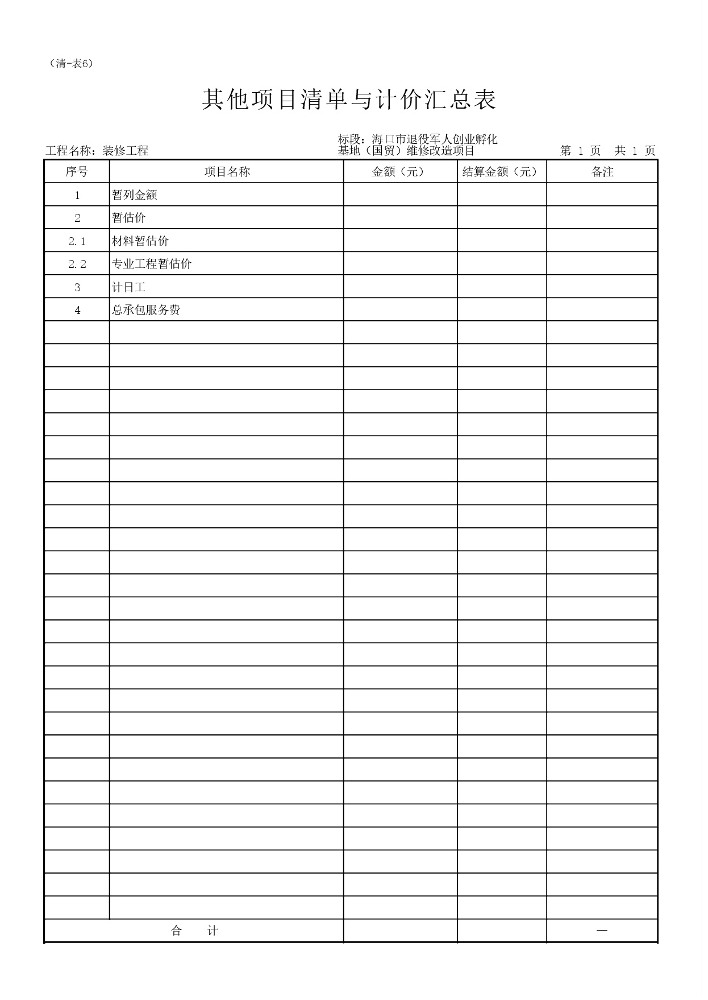 （清-表6）
其他项目清单与计价汇总表
标段：海口市退役军人创业孵化
工程名称：装修工程 基地（国贸）维修改造项目 第 1 页 共 1 页
序号 项目名称 金额（元） 结算金额（元） 备注
1 暂列金额
2 暂估价
2.1 材料暂估价
2.2 专业工程暂估价
3 计日工
4 总承包服务费
合 计 —